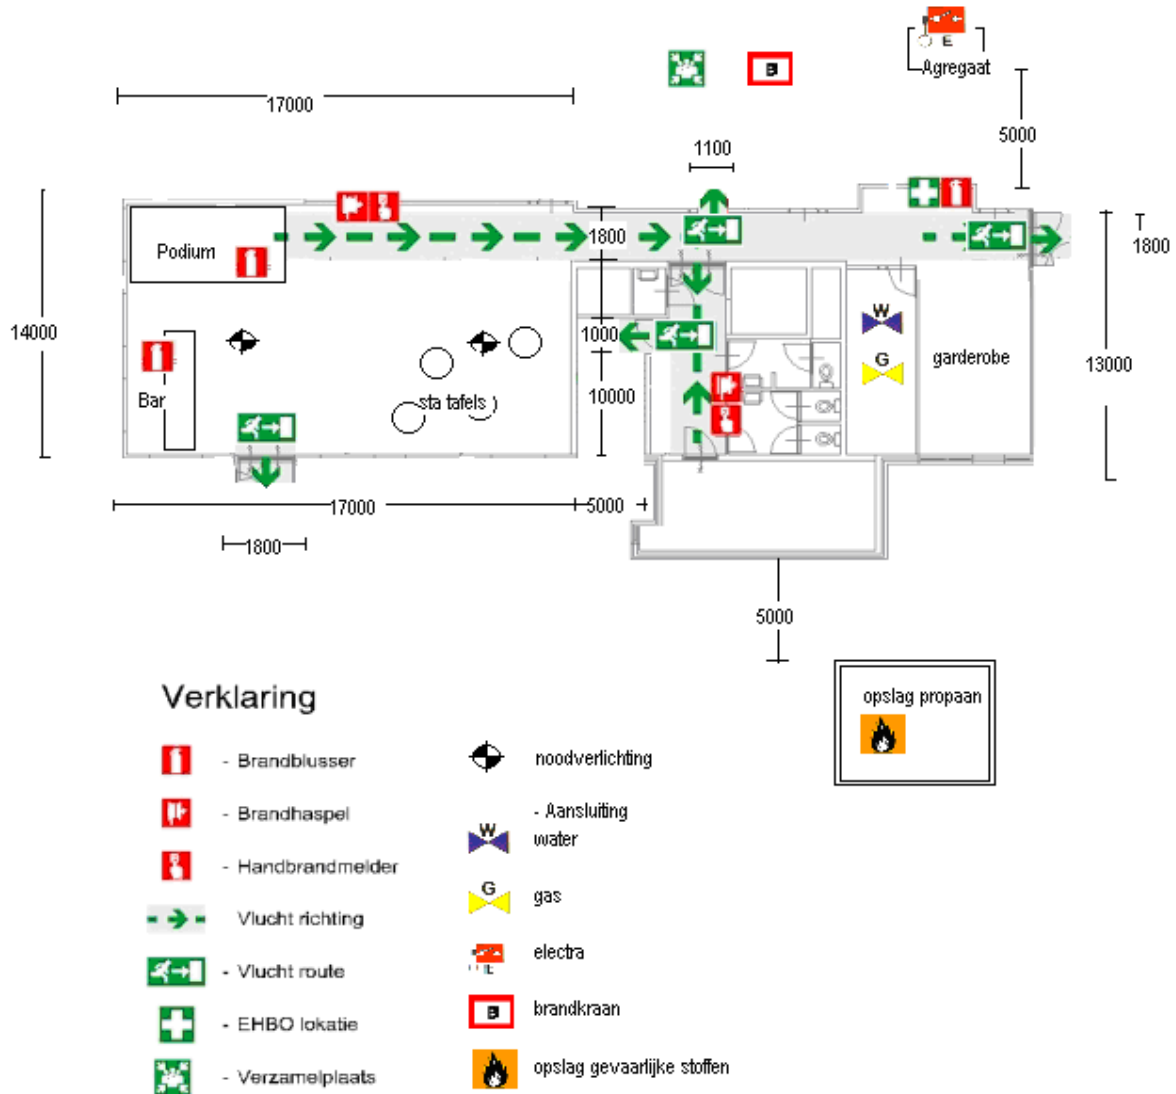 E
Agregaat
B
17000
5000
1100
1800
1800
Podium
14000
W
1000
G
garderobe
13000
Bar
sta tafels )
10000
17000
5000
1800
5000
opslag propaan
Verklaring
- Brandblusser
noodverlichting
- Brandhaspel
- Aansluiting
W
water
- Handbrandmelder
G
gas
Vlucht richting
electra
E
- Vlucht route
B
brandkraan
- EHBO lokatie
opslag gevaarlijke stoffen
- Verzamelplaats